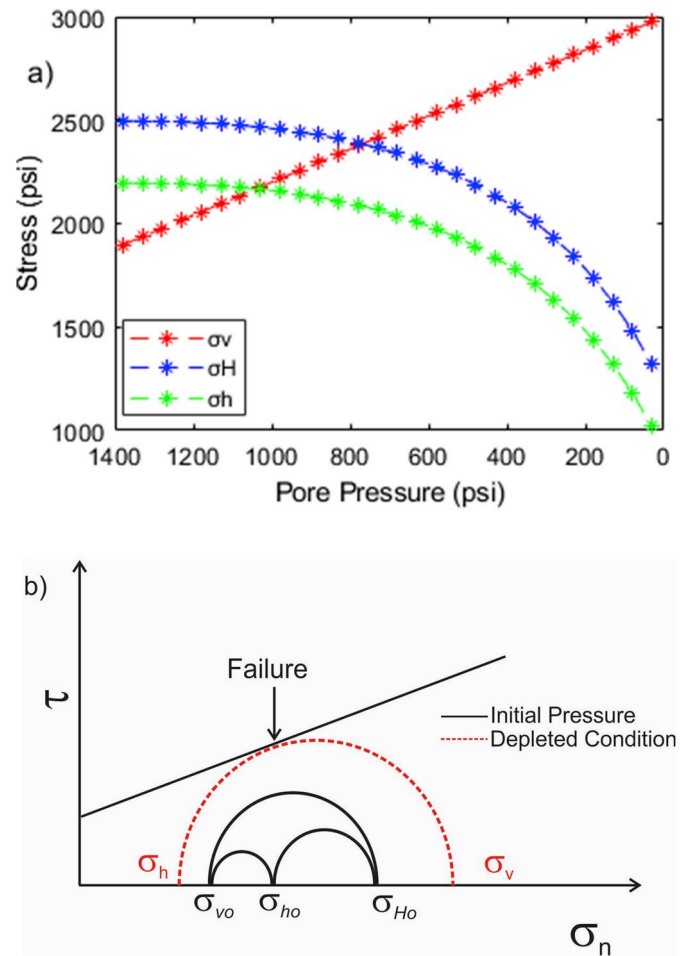 a)
Stress (psi)
3000
2500
2000
1500
1000
σv
σH
σh
1400 1200 1000 800 600 400 200 0
Pore Pressure (psi)
b)
τ
Failure
Initial Pressure
Depleted Condition
σh
σv
σvo
σho
σHo
σn